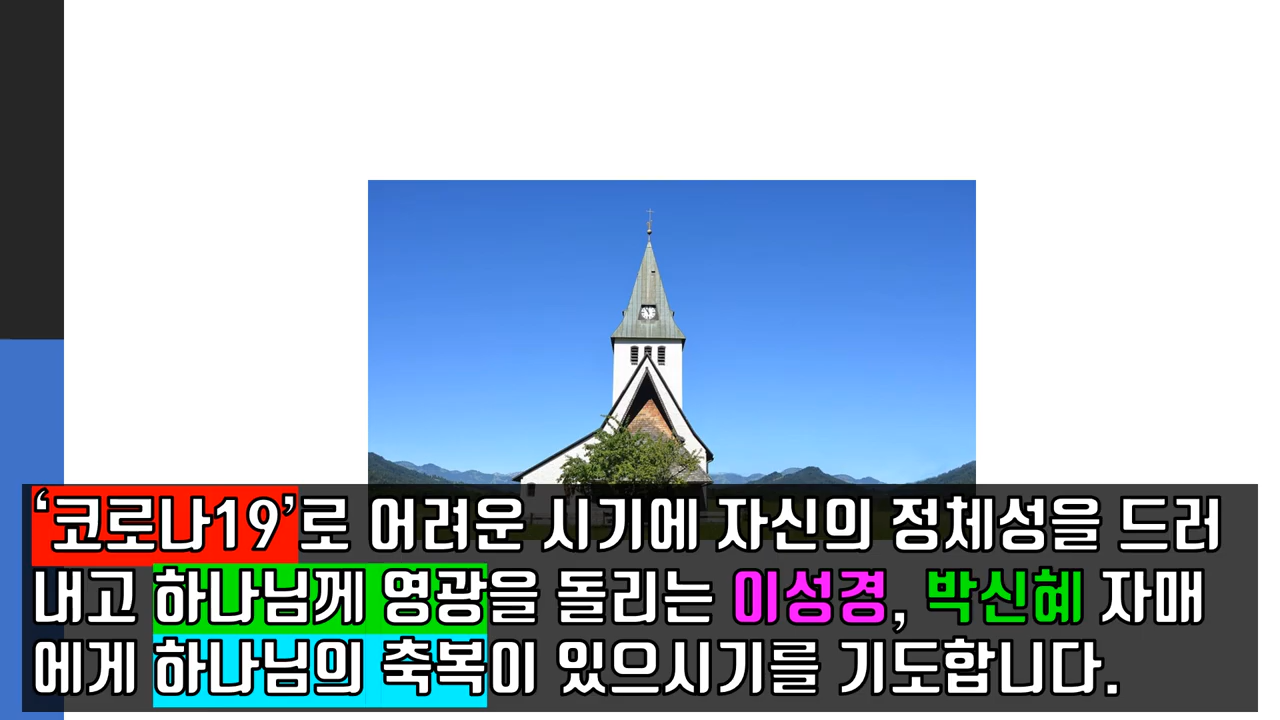 ‘코로나19’로 어려운 시기에 자신의 정체성을 드러
내고 하나님께 영광을 돌리는 이성경, 박신혜 자매
에게 하나님의 축복이 있으시기를 기도합니다.